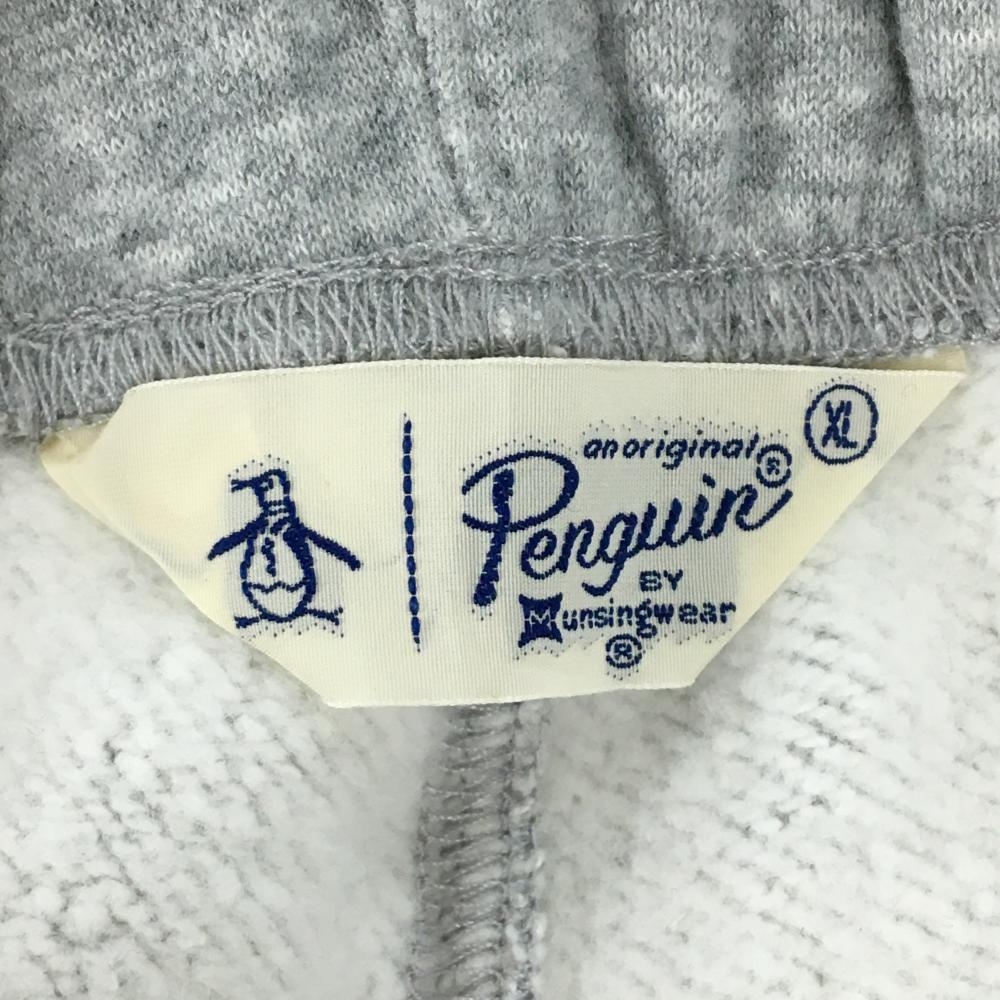 XL
an original
Penguin®
BY
Munsingwear
®